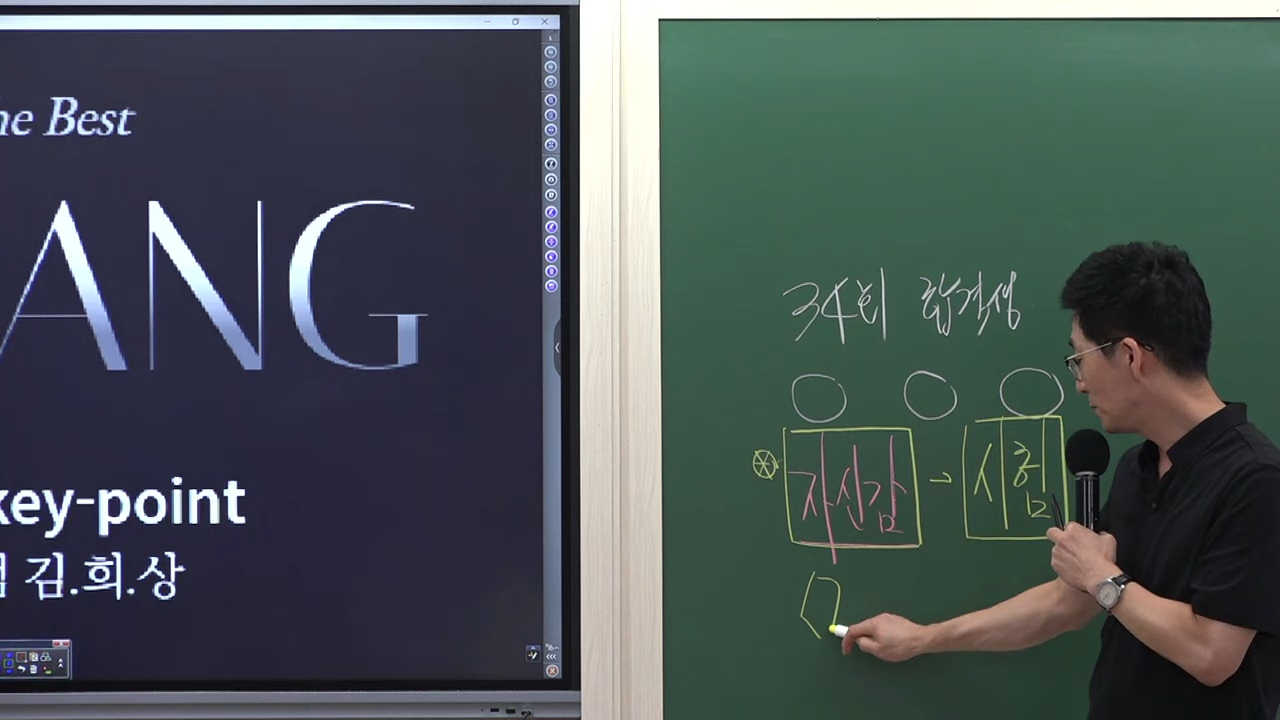 he Best
ANG
key-point
김.희.상
34회 합격생
자신감 → 시험